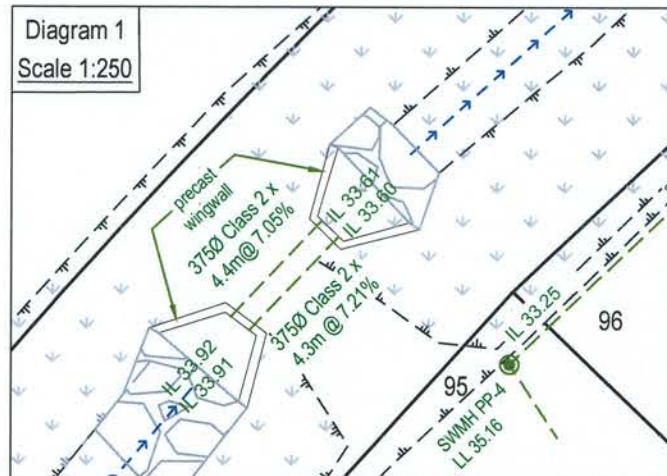 Diagram 1
Scale 1:250
precast
wingwall
375Ø Class 2 x
4.4m@ 7.05%
IL 33.61
IL 33.60
375Ø Class 2 x
4.3m @ 7.21%
IL 33.92
IL 33.91
IL 33.25
96
95
SWMH PP-4
LL 35.16